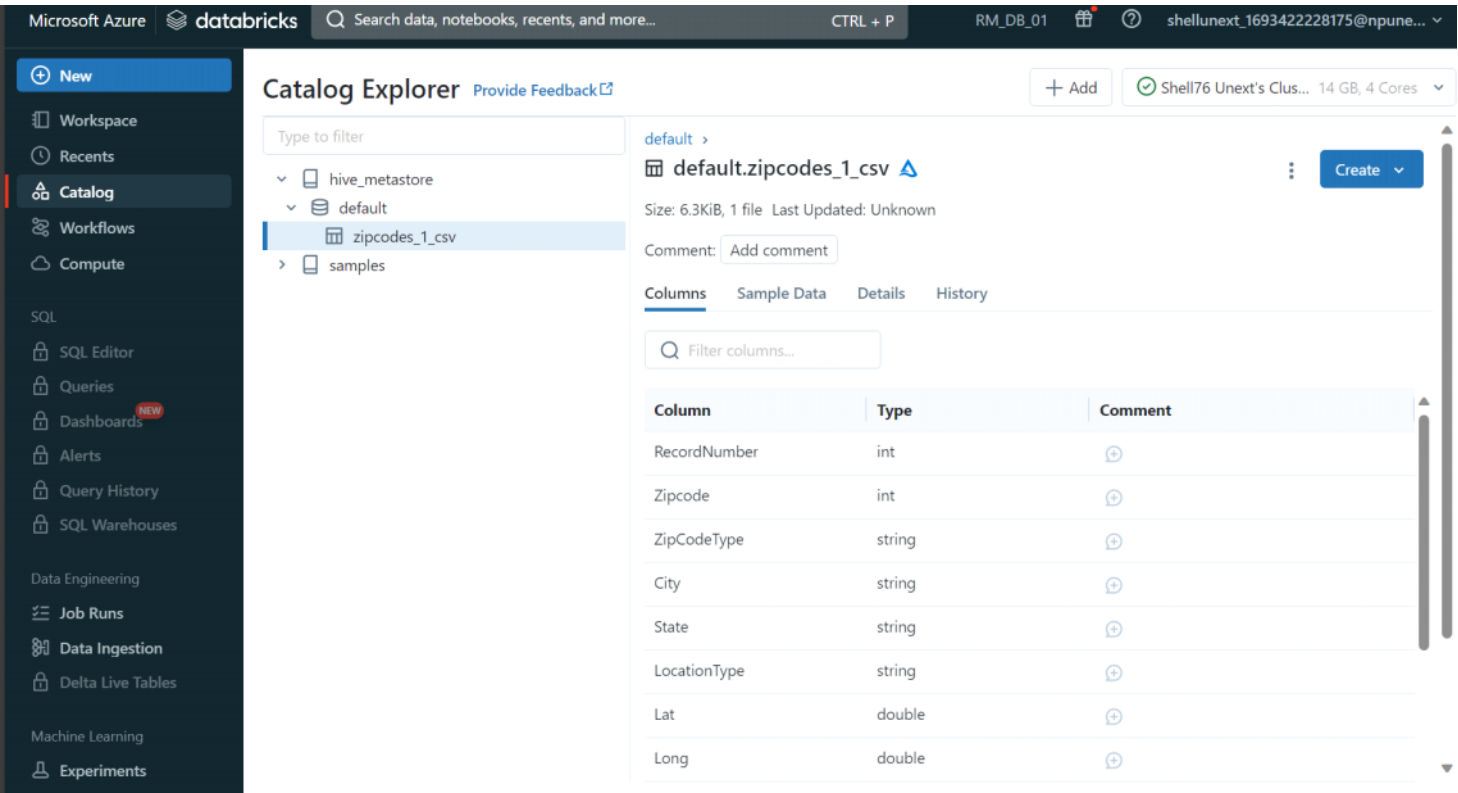 Microsoft Azure databricks Search data, notebooks, recents, and more... CTRL + P RM_DB_01 shellunext_1693422228175@npune...
New
Workspace
Recents
Catalog
Workflows
Compute
SQL
SQL Editor
Queries
Dashboards NEW
Alerts
Query History
SQL Warehouses
Data Engineering
Job Runs
Data Ingestion
Delta Live Tables
Machine Learning
Experiments
Catalog Explorer Provide Feedback
+ Add
Shell76 Unext's Clus... 14 GB, 4 Cores
Type to filter
hive_metastore
default
zipcodes_1_csv
samples
default ›
default.zipcodes_1_csv
Create
Size: 6.3KiB, 1 file Last Updated: Unknown
Comment: Add comment
Columns Sample Data Details History
Filter columns...
Column Type Comment
RecordNumber int
Zipcode int
ZipCodeType string
City string
State string
LocationType string
Lat double
Long double